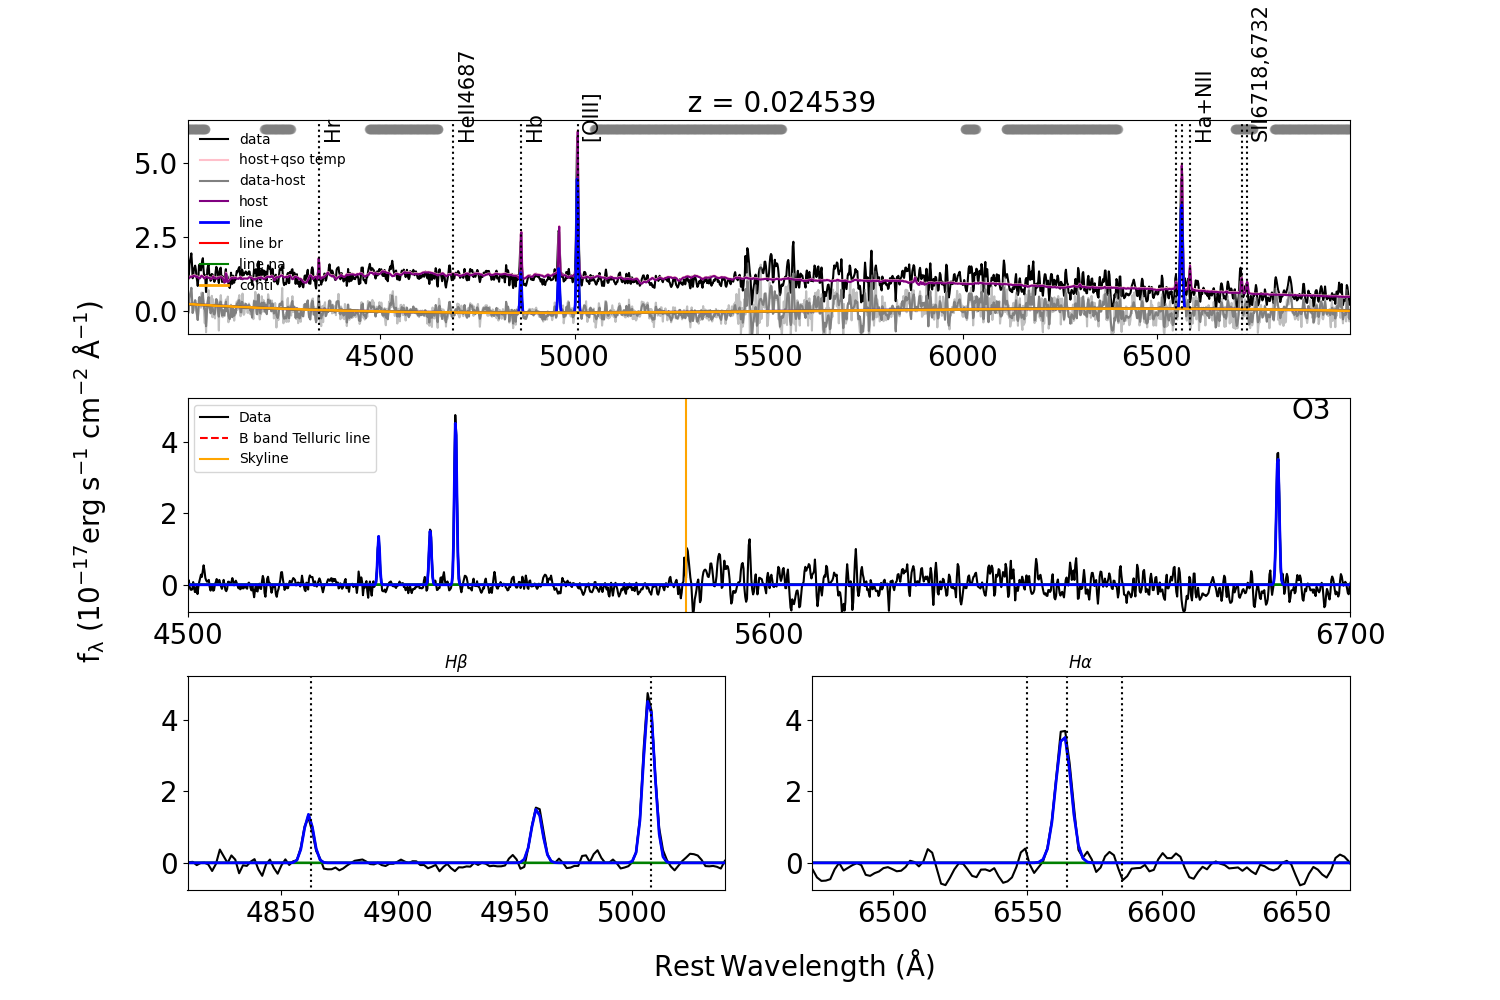 z = 0.024539
Hr
HeII4687
Hb
[OIII]
Ha+NII
SII6718,6732
data
host+qso temp
data-host
host
line
line br
line na
conti
5.0
2.5
0.0
4500 5000 5500 6000 6500
O3
Data
B band Telluric line
Skyline
4
2
0
4500 5600 6700
fλ (10⁻¹⁷erg s⁻¹ cm⁻² Å⁻¹)
Hβ
4
2
0
4850 4900 4950 5000
Hα
4
2
0
6500 6550 6600 6650
Rest Wavelength (Å)